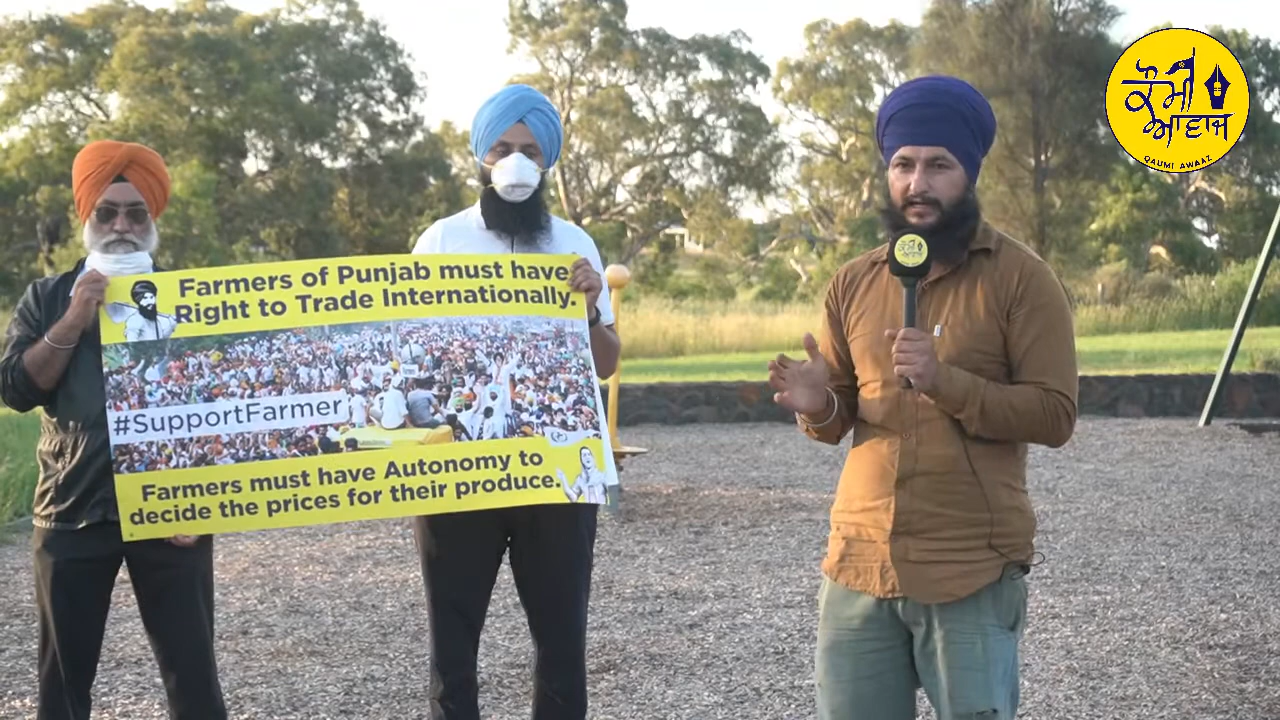 Farmers of Punjab must have
Right to Trade Internationally.
#SupportFarmer
Farmers must have Autonomy to
decide the prices for their produce.
ਕੌਮੀ
ਆਵਾਜ਼
QAUMI AWAAZ
ਕੌਮੀ
ਆਵਾਜ਼